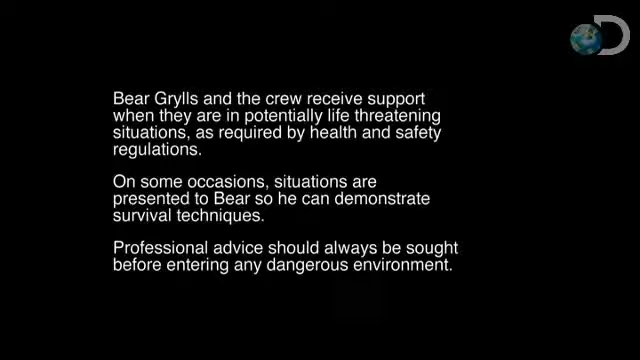 Bear Grylls and the crew receive support
when they are in potentially life threatening
situations, as required by health and safety
regulations.
On some occasions, situations are
presented to Bear so he can demonstrate
survival techniques.
Professional advice should always be sought
before entering any dangerous environment.